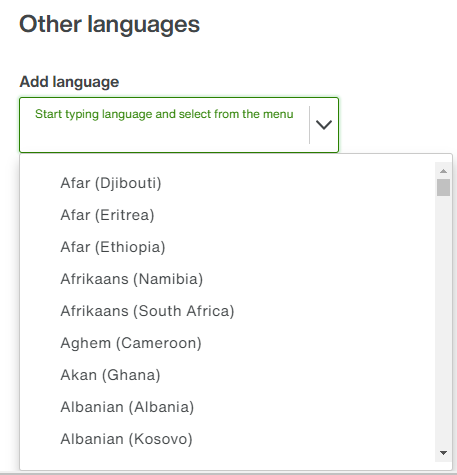 Other languages
Add language
Start typing language and select from the menu
Afar (Djibouti)
Afar (Eritrea)
Afar (Ethiopia)
Afrikaans (Namibia)
Afrikaans (South Africa)
Aghem (Cameroon)
Akan (Ghana)
Albanian (Albania)
Albanian (Kosovo)